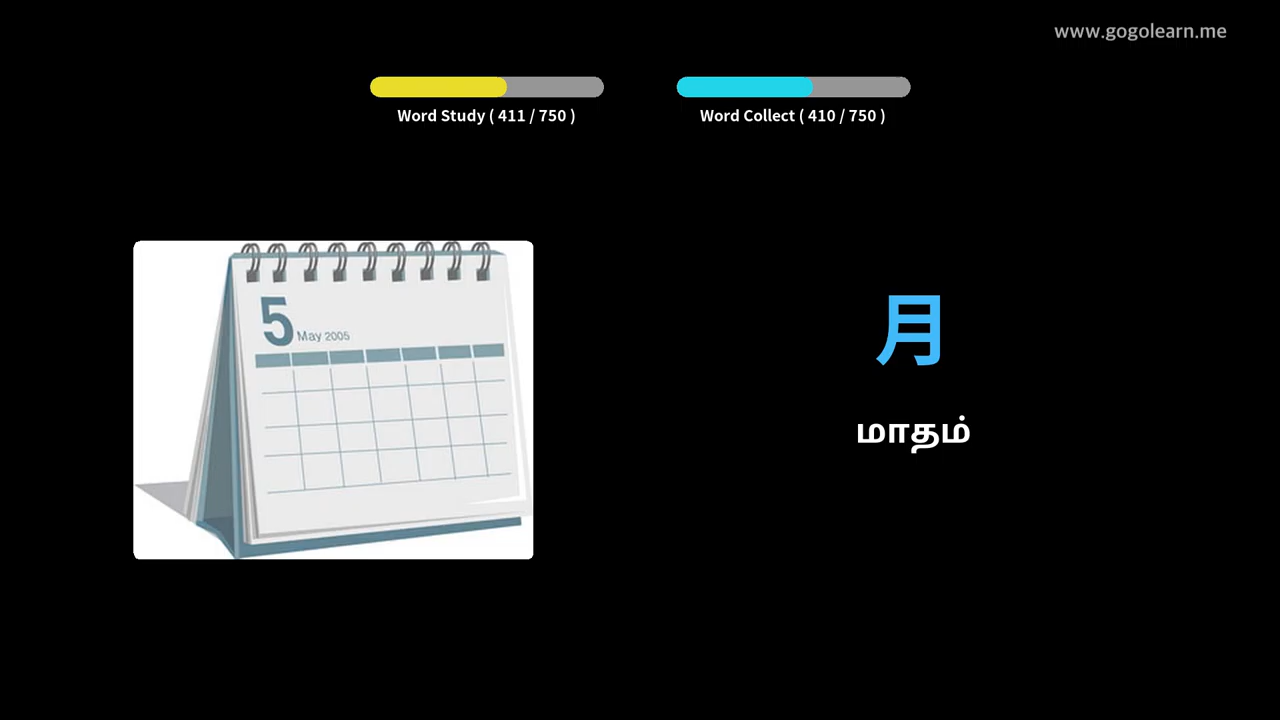 www.gogolearn.me
Word Study ( 411 / 750 )
Word Collect ( 410 / 750 )
5 May 2005
月
மாதம்